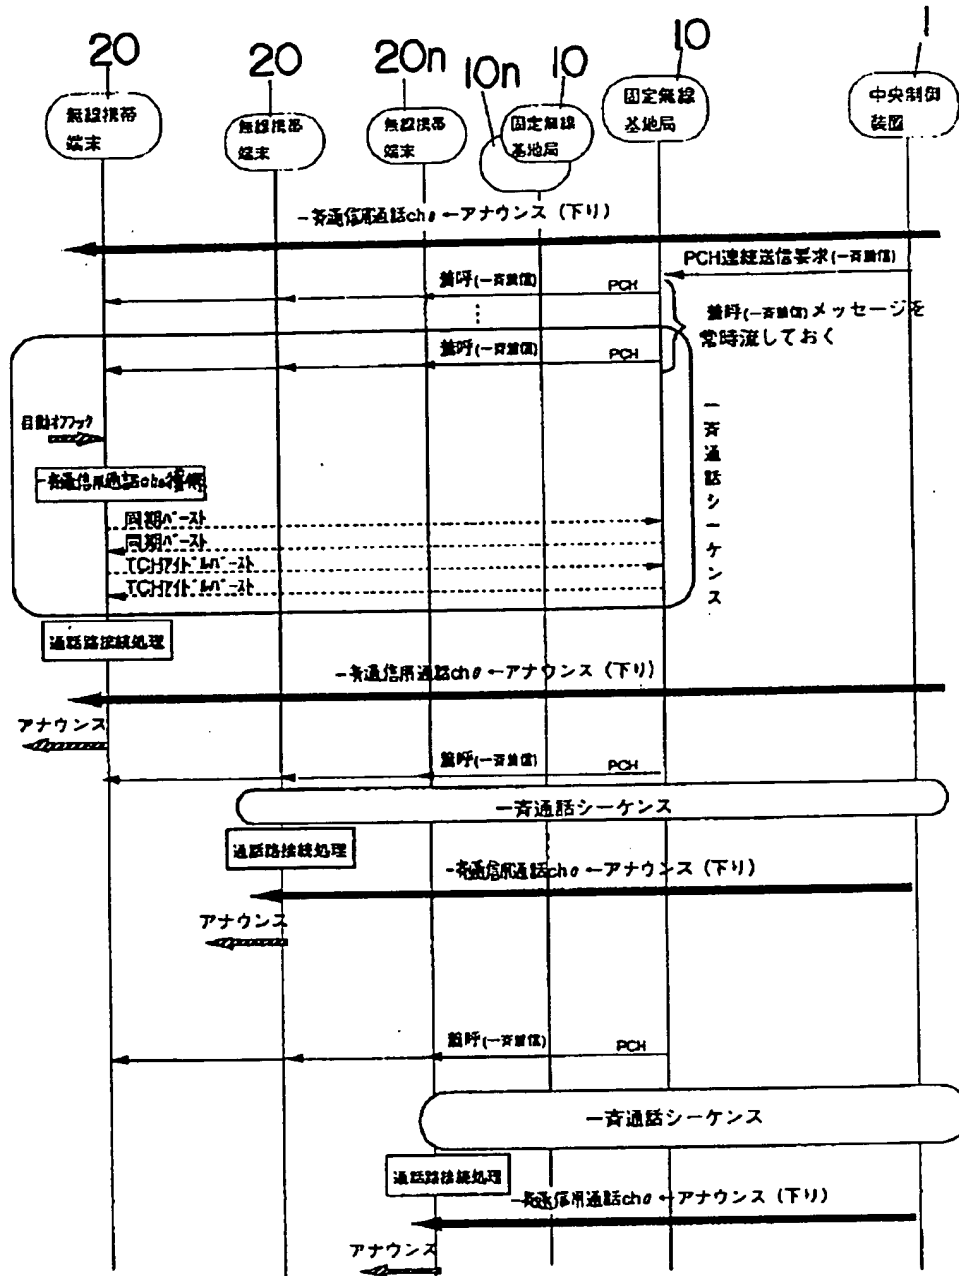 20
20
20n
10n
10
10
1
無線携帯
端末
無線携帯
端末
無線携帯
端末
固定無線
基地局
固定無線
基地局
中央制御
装置
一斉通信用通話ch ←アナウンス (下り)
PCH連続送信要求(一斉着信)
着呼(一斉着信)
PCH
着呼(一斉着信)メッセージを
常時流しておく
着呼(一斉着信)
PCH
自動オフフック
一斉通話シーケンス
一斉通信用通話ch
同期バースト
同期バースト
TCHアイドルバースト
TCHアイドルバースト
通話路接続処理
一斉通信用通話ch ←アナウンス (下り)
アナウンス
着呼(一斉着信)
PCH
一斉通話シーケンス
通話路接続処理
一斉通信用通話ch ←アナウンス (下り)
アナウンス
着呼(一斉着信)
PCH
一斉通話シーケンス
通話路接続処理
一斉通信用通話ch ←アナウンス (下り)
アナウンス